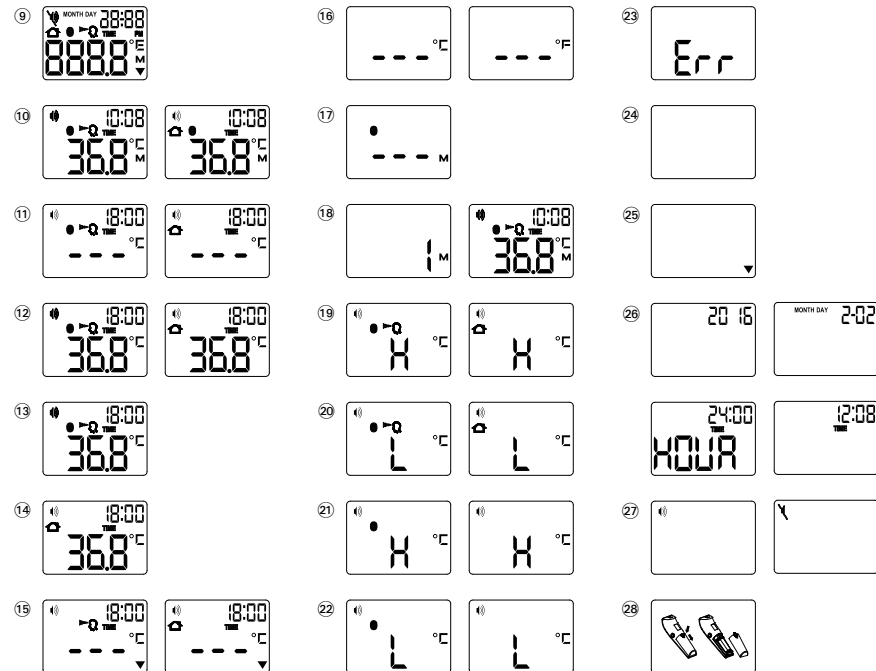 ⑨ MONTH DAY 38:88
TIME PM
888.8°E
M
⑩ 10:08
TIME
36.8°C
M
10:08
TIME
36.8°C
M
⑪ 18:00
TIME
- - - °C
18:00
TIME
- - - °C
⑫ 18:00
TIME
36.8°C
18:00
TIME
36.8°C
⑬ 18:00
TIME
36.8°C
⑭ 18:00
TIME
36.8°C
⑮ 18:00
TIME
- - - °C
18:00
TIME
- - - °C
⑯ - - - °C
- - - °F
⑰ - - - M
⑱ 1 M
10:08
TIME
36.8°C
M
⑲ H °C
H °C
⑳ L °C
L °C
㉑ H °C
H °C
㉒ L °C
L °C
㉓ Err
㉔
㉕
㉖ 20 16
MONTH DAY 2-02
24:00
TIME
HOUR
12:08
TIME
㉗
㉘